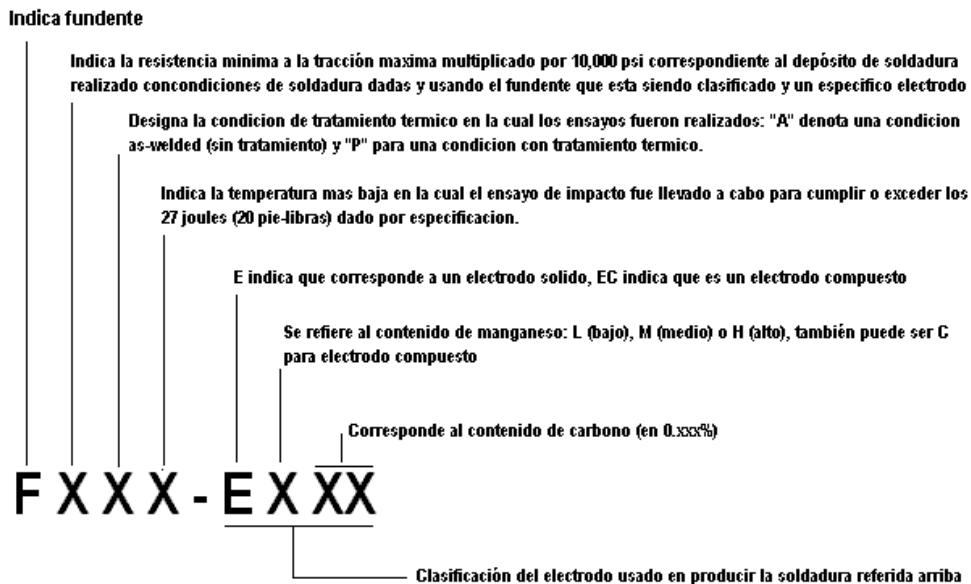 Indica fundente
Indica la resistencia minima a la tracción maxima multiplicado por 10,000 psi correspondiente al depósito de soldadura
realizado concondiciones de soldadura dadas y usando el fundente que esta siendo clasificado y un especifico electrodo
Designa la condicion de tratamiento termico en la cual los ensayos fueron realizados: "A" denota una condicion
as-welded (sin tratamiento) y "P" para una condicion con tratamiento termico.
Indica la temperatura mas baja en la cual el ensayo de impacto fue llevado a cabo para cumplir o exceder los
27 joules (20 pie-libras) dado por especificacion.
E indica que corresponde a un electrodo solido, EC indica que es un electrodo compuesto
Se refiere al contenido de manganeso: L (bajo), M (medio) o H (alto), también puede ser C
para electrodo compuesto
Corresponde al contenido de carbono (en 0.xxx%)
F X X X - E X XX
Clasificación del electrodo usado en producir la soldadura referida arriba